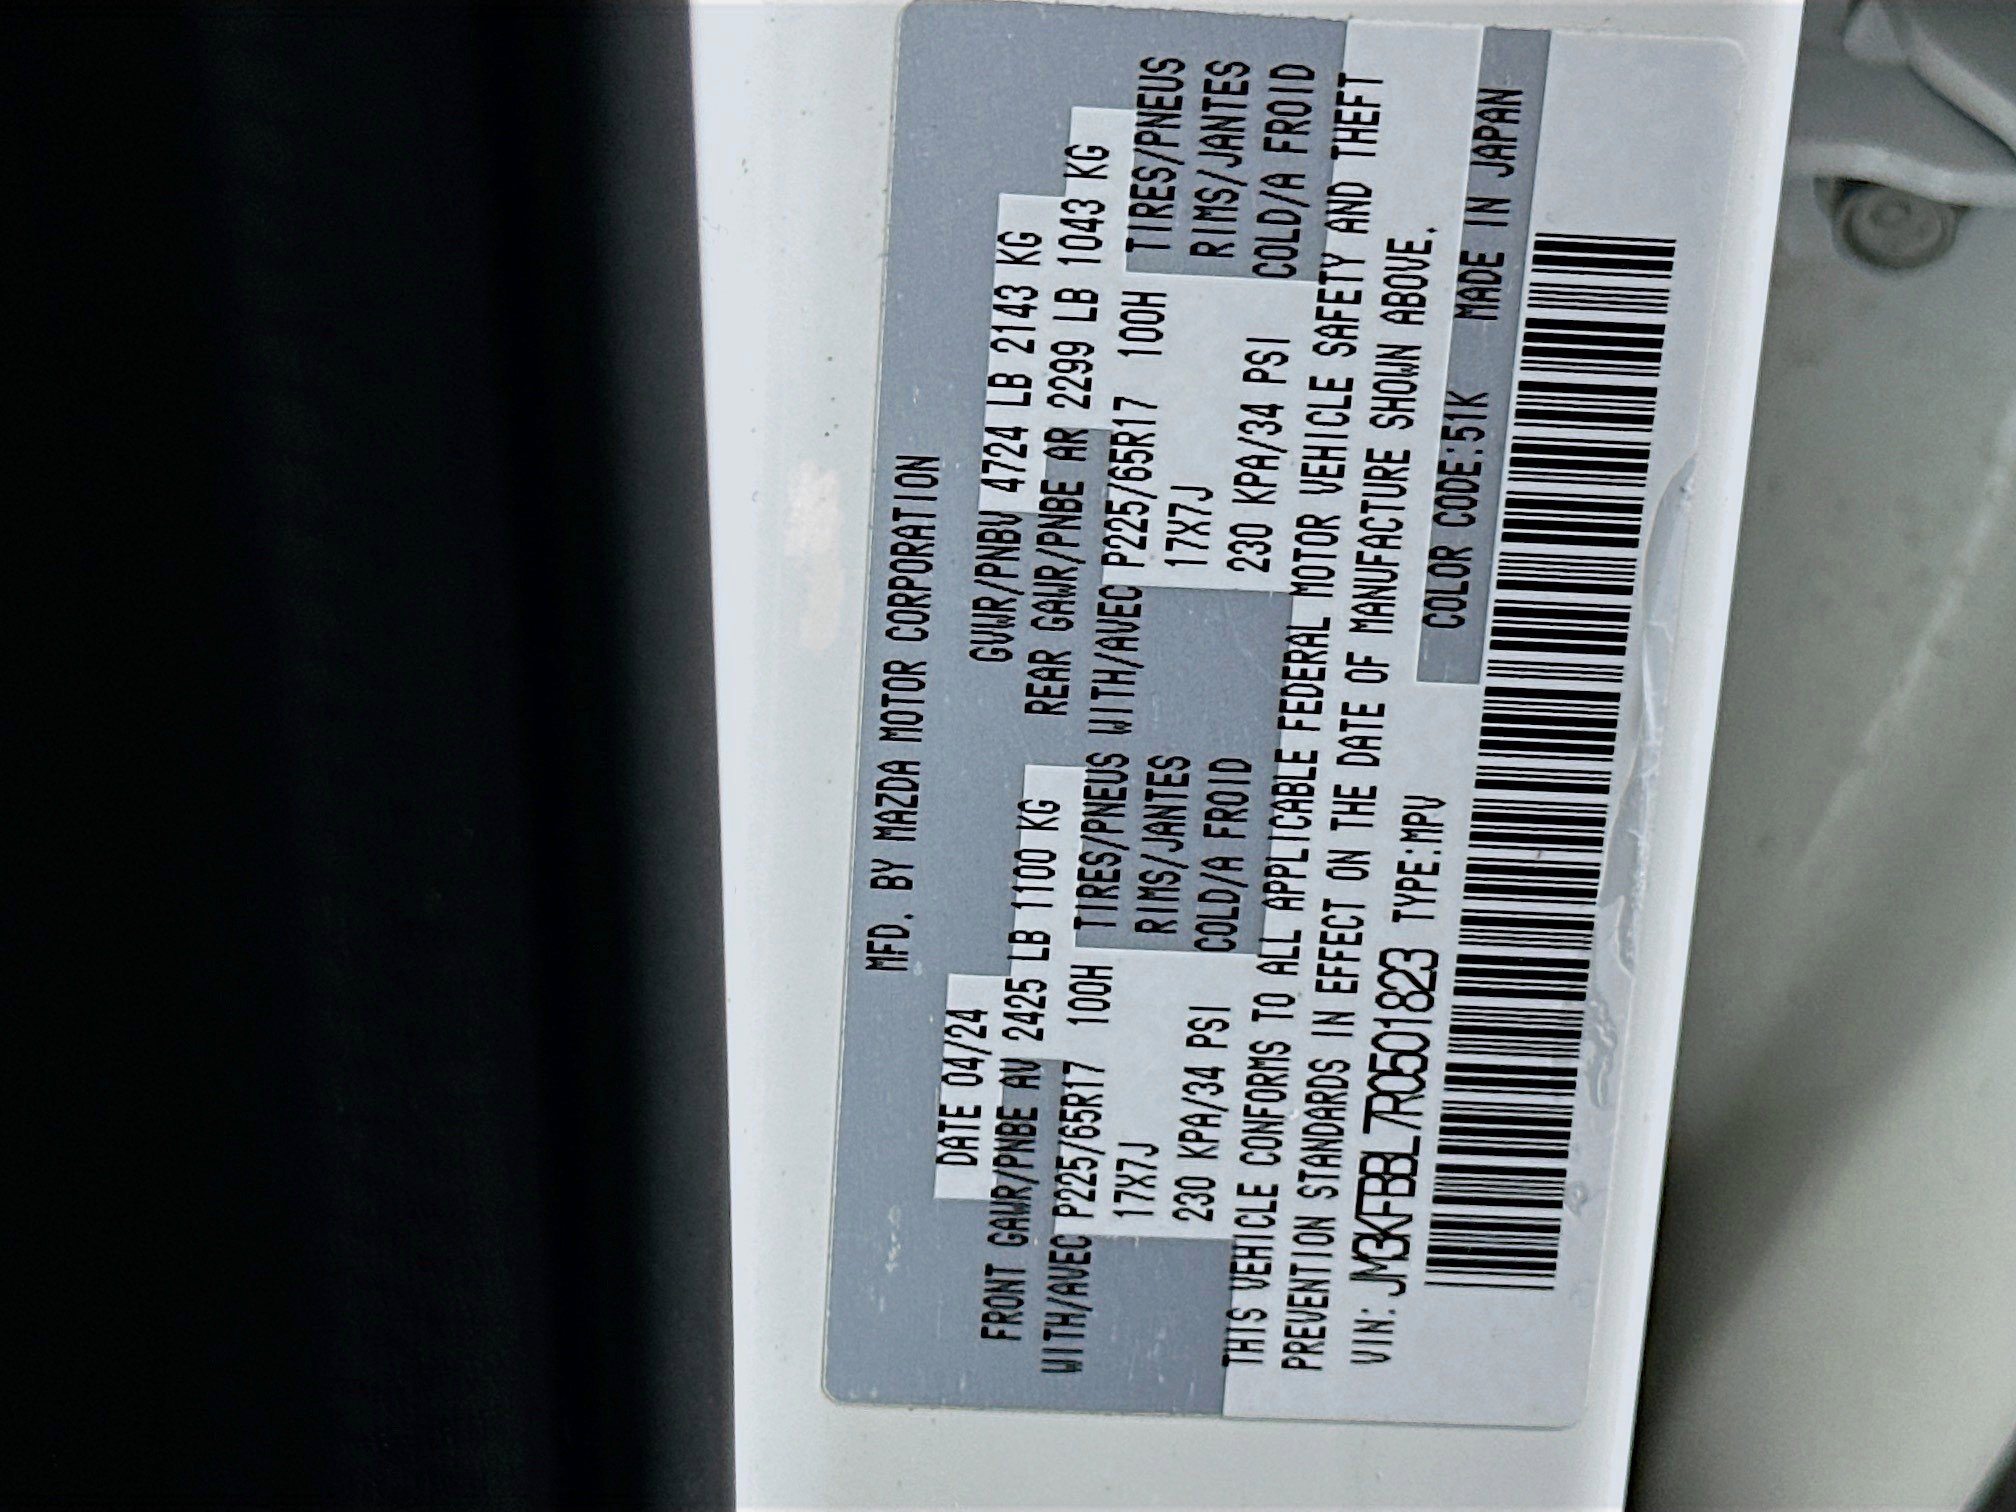 MFD. BY MAZDA MOTOR CORPORATION
DATE 04/24 GVWR/PNBV 4724 LB 2143 KG
FRONT GAWR/PNBE AV 2425 LB 1100 KG REAR GAWR/PNBE AR 2299 LB 1043 KG
WITH/AVEC P225/65R17 100H TIRES/PNEUS WITH/AVEC P225/65R17 100H TIRES/PNEUS
17X7J RIMS/JANTES 17X7J RIMS/JANTES
230 KPA/34 PSI COLD/A FROID 230 KPA/34 PSI COLD/A FROID
THIS VEHICLE CONFORMS TO ALL APPLICABLE FEDERAL MOTOR VEHICLE SAFETY AND THEFT
PREVENTION STANDARDS IN EFFECT ON THE DATE OF MANUFACTURE SHOWN ABOVE.
VIN: JM3KFBBL7R0501823 TYPE:MPV COLOR CODE:51K MADE IN JAPAN